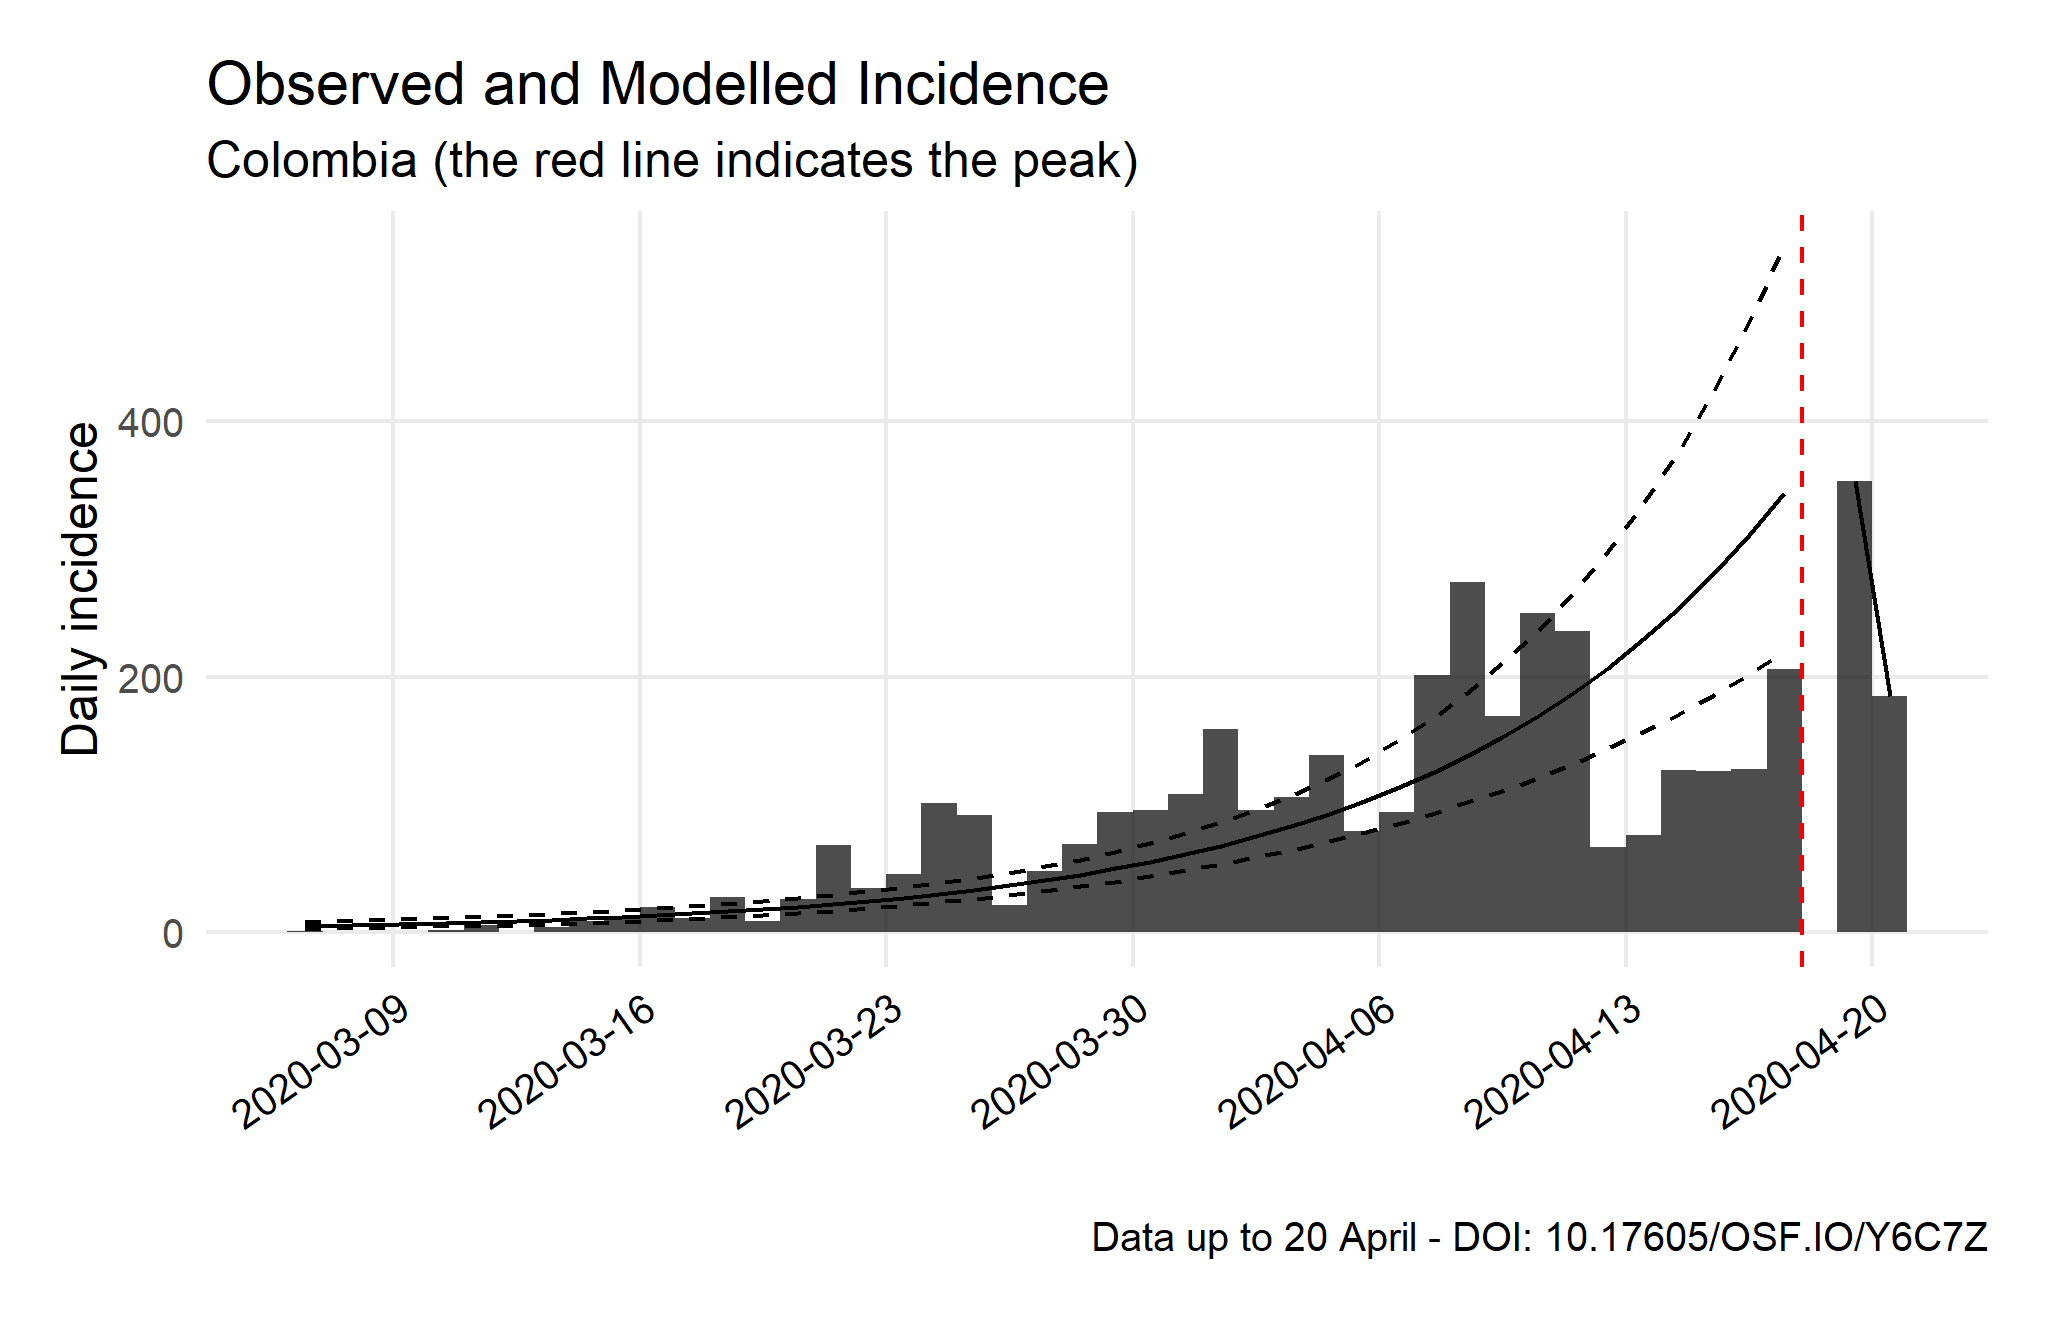 Observed and Modelled Incidence
Colombia (the red line indicates the peak)
Daily incidence
400
200
0
2020-03-09
2020-03-16
2020-03-23
2020-03-30
2020-04-06
2020-04-13
2020-04-20
Data up to 20 April - DOI: 10.17605/OSF.IO/Y6C7Z